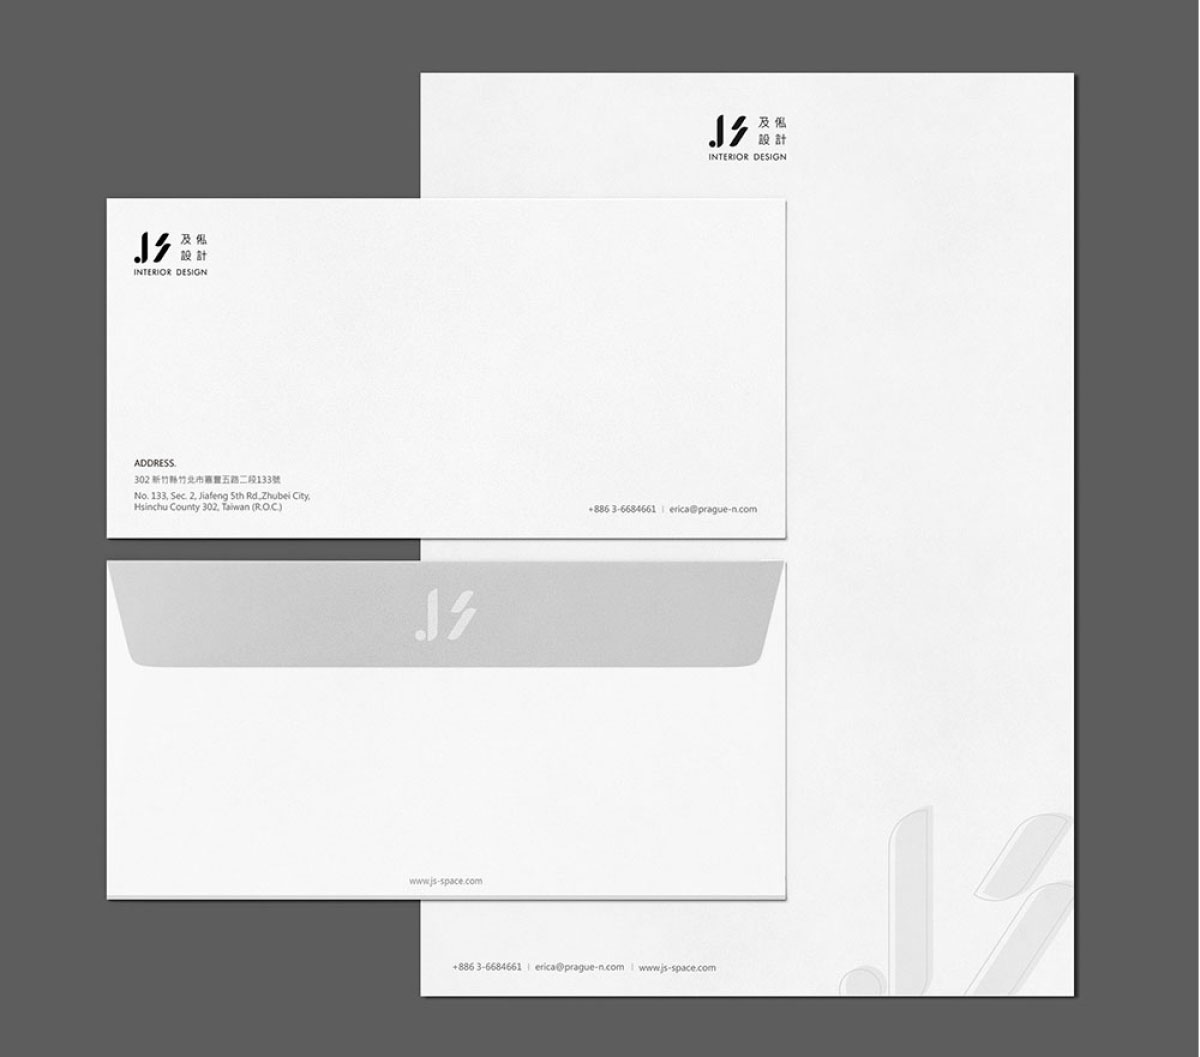 JS 及俬
設計
INTERIOR DESIGN
JS 及俬
設計
INTERIOR DESIGN
ADDRESS.
302 新竹縣竹北市嘉豐五路二段133號
No. 133, Sec. 2, Jiafeng 5th Rd.,Zhubei City,
Hsinchu County 302, Taiwan (R.O.C.)
+886 3-6684661 | erica@prague-n.com
JS
www.js-space.com
JS
+886 3-6684661 | erica@prague-n.com | www.js-space.com